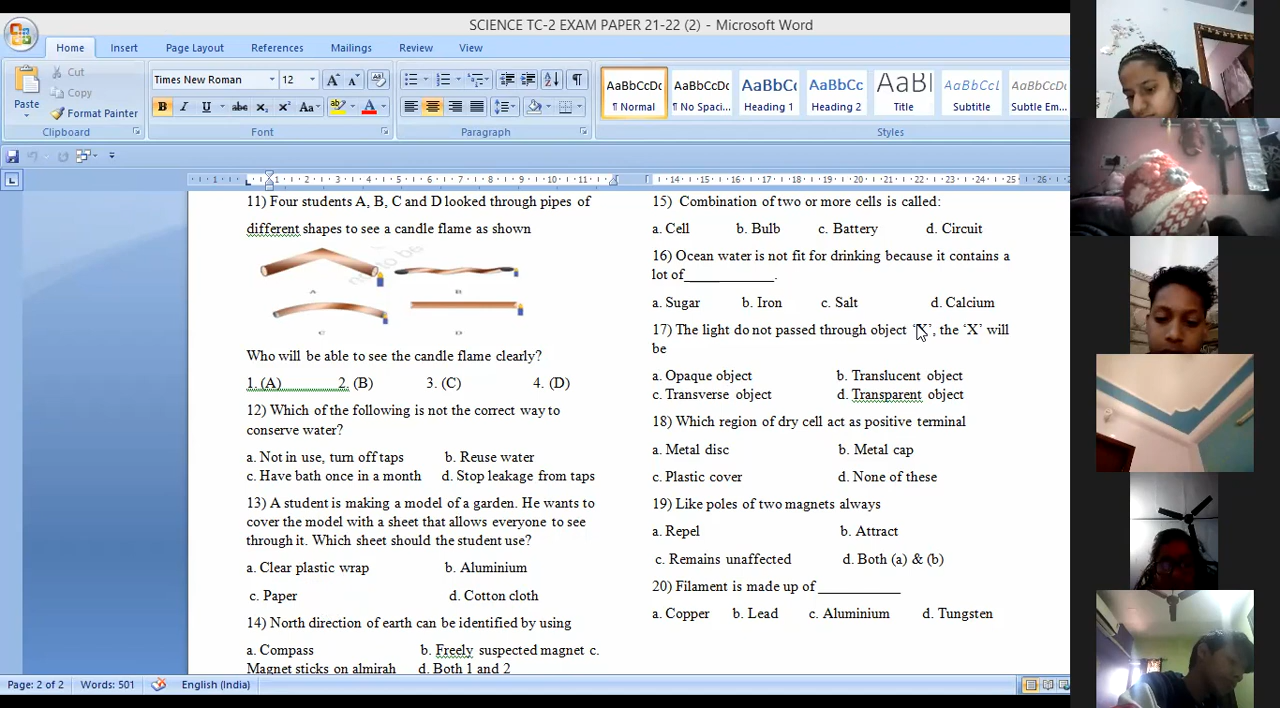 SCIENCE TC-2 EXAM PAPER 21-22 (2) - Microsoft Word
Home Insert Page Layout References Mailings Review View
Paste
Cut
Copy
Format Painter
Clipboard
Times New Roman 12
Font
Paragraph
AaBbCcDc AaBbCcDc AaBbCc AaBbCc AaBl AaBbCcL AaBbCcDc
¶ Normal ¶ No Spaci... Heading 1 Heading 2 Title Subtitle Subtle Em...
Styles
11) Four students A, B, C and D looked through pipes of
different shapes to see a candle flame as shown
not to be
A B
C D
Who will be able to see the candle flame clearly?
1. (A) 2. (B) 3. (C) 4. (D)
12) Which of the following is not the correct way to
conserve water?
a. Not in use, turn off taps b. Reuse water
c. Have bath once in a month d. Stop leakage from taps
13) A student is making a model of a garden. He wants to
cover the model with a sheet that allows everyone to see
through it. Which sheet should the student use?
a. Clear plastic wrap b. Aluminium
c. Paper d. Cotton cloth
14) North direction of earth can be identified by using
a. Compass b. Freely suspected magnet c.
Magnet sticks on almirah d. Both 1 and 2
15) Combination of two or more cells is called:
a. Cell b. Bulb c. Battery d. Circuit
16) Ocean water is not fit for drinking because it contains a
lot of____________.
a. Sugar b. Iron c. Salt d. Calcium
17) The light do not passed through object ‘X’, the ‘X’ will
be
a. Opaque object b. Translucent object
c. Transverse object d. Transparent object
18) Which region of dry cell act as positive terminal
a. Metal disc b. Metal cap
c. Plastic cover d. None of these
19) Like poles of two magnets always
a. Repel b. Attract
c. Remains unaffected d. Both (a) & (b)
20) Filament is made up of ___________
a. Copper b. Lead c. Aluminium d. Tungsten
Page: 2 of 2 Words: 501 English (India)